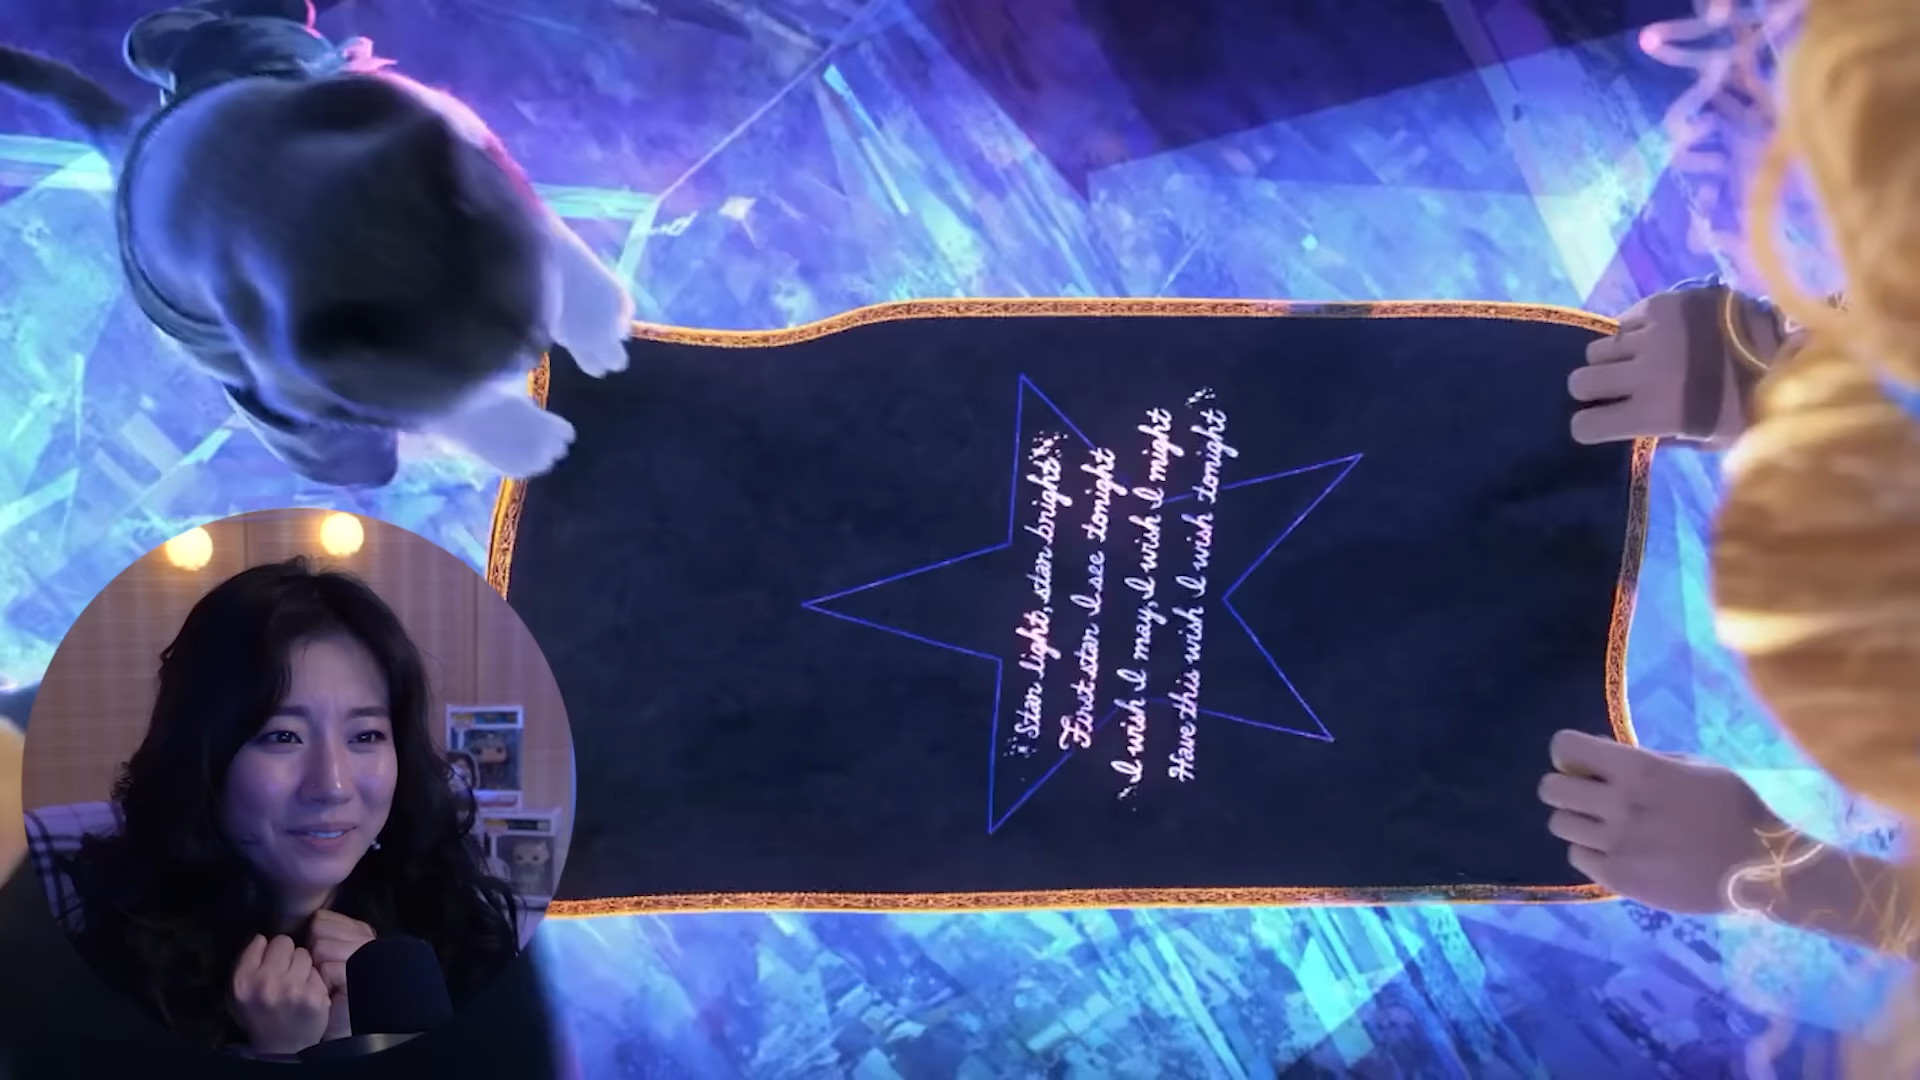 Star light, star bright
First star I see tonight
I wish I may, I wish I might
Have this wish I wish tonight